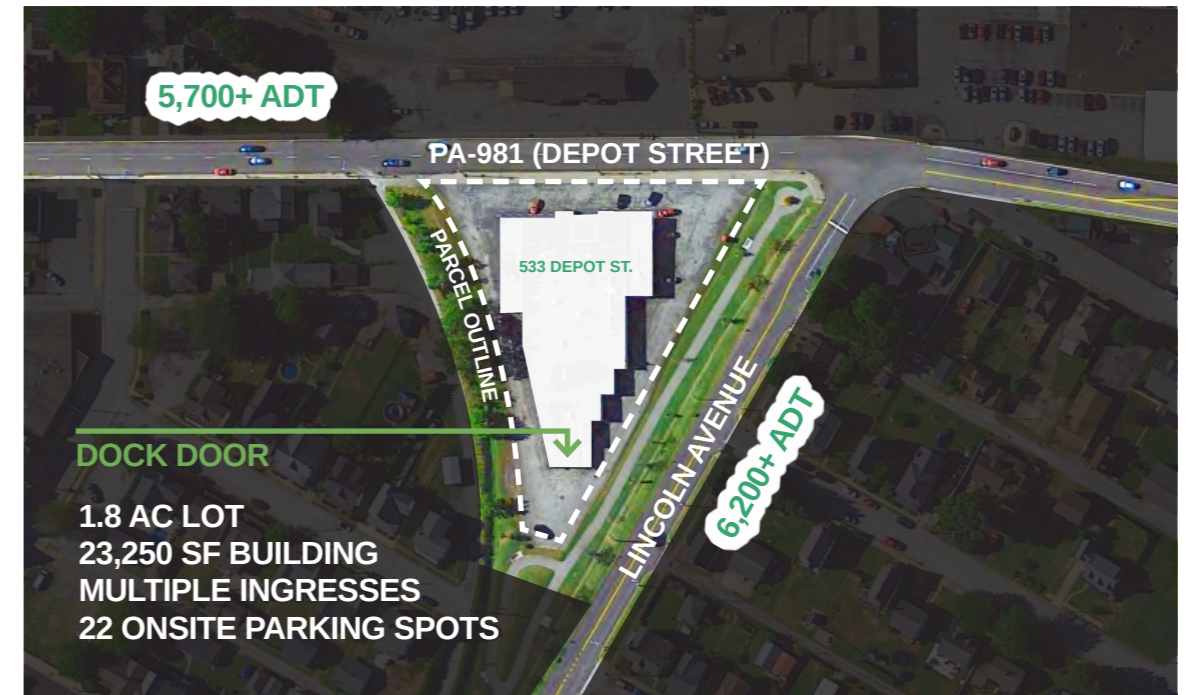 5,700+ ADT
PA-981 (DEPOT STREET)
533 DEPOT ST.
PARCEL OUTLINE
LINCOLN AVENUE
6,200+ ADT
DOCK DOOR
1.8 AC LOT
23,250 SF BUILDING
MULTIPLE INGRESSES
22 ONSITE PARKING SPOTS